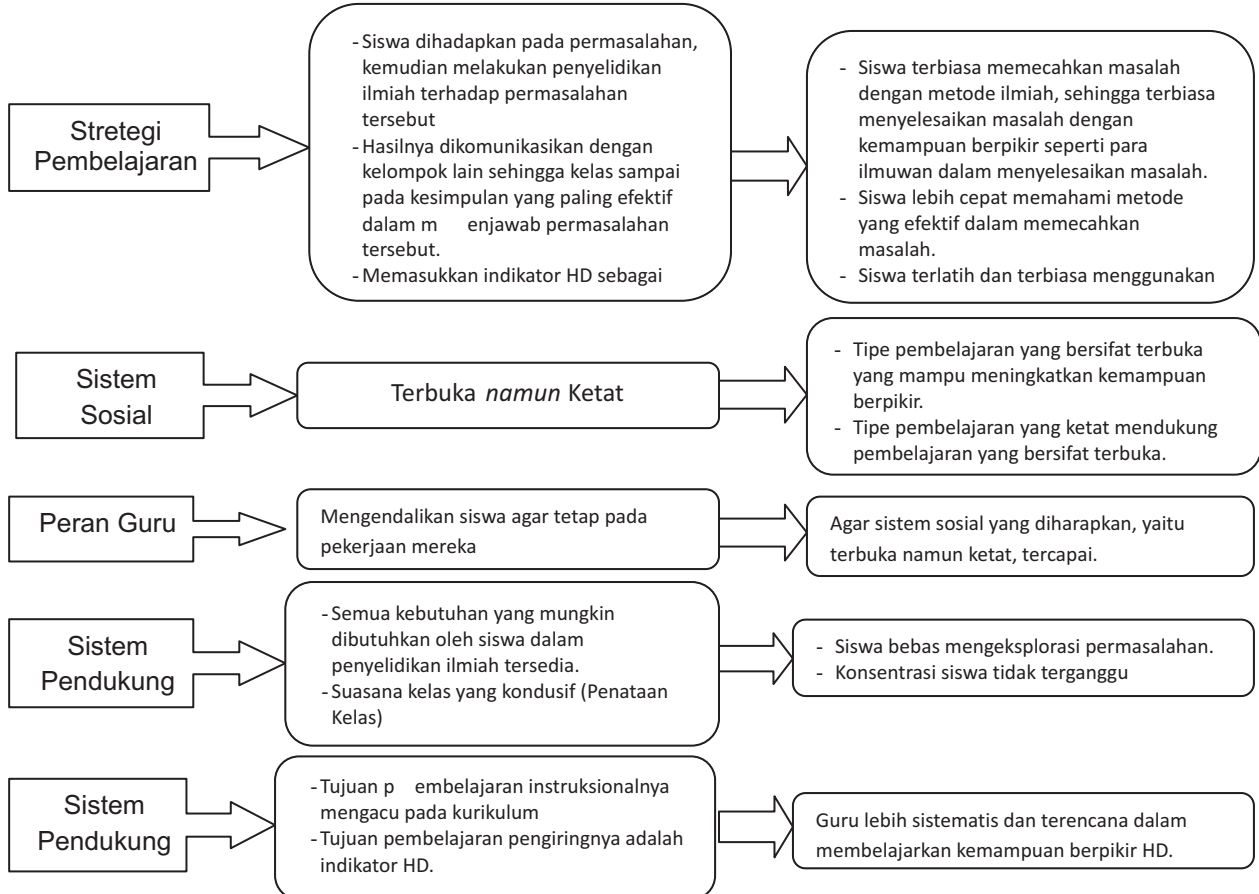 Stretegi
Pembelajaran
- Siswa dihadapkan pada permasalahan,
kemudian melakukan penyelidikan
ilmiah terhadap permasalahan
tersebut
- Hasilnya dikomunikasikan dengan
kelompok lain sehingga kelas sampai
pada kesimpulan yang paling efektif
dalam m enjawab permasalahan
tersebut.
- Memasukkan indikator HD sebagai
- Siswa terbiasa memecahkan masalah
dengan metode ilmiah, sehingga terbiasa
menyelesaikan masalah dengan
kemampuan berpikir seperti para
ilmuwan dalam menyelesaikan masalah.
- Siswa lebih cepat memahami metode
yang efektif dalam memecahkan
masalah.
- Siswa terlatih dan terbiasa menggunakan
Sistem
Sosial
Terbuka namun Ketat
- Tipe pembelajaran yang bersifat terbuka
yang mampu meningkatkan kemampuan
berpikir.
- Tipe pembelajaran yang ketat mendukung
pembelajaran yang bersifat terbuka.
Peran Guru
Mengendalikan siswa agar tetap pada
pekerjaan mereka
Agar sistem sosial yang diharapkan, yaitu
terbuka namun ketat, tercapai.
Sistem
Pendukung
- Semua kebutuhan yang mungkin
dibutuhkan oleh siswa dalam
penyelidikan ilmiah tersedia.
- Suasana kelas yang kondusif (Penataan
Kelas)
- Siswa bebas mengeksplorasi permasalahan.
- Konsentrasi siswa tidak terganggu
Sistem
Pendukung
- Tujuan p embelajaran instruksionalnya
mengacu pada kurikulum
- Tujuan pembelajaran pengiringnya adalah
indikator HD.
Guru lebih sistematis dan terencana dalam
membelajarkan kemampuan berpikir HD.